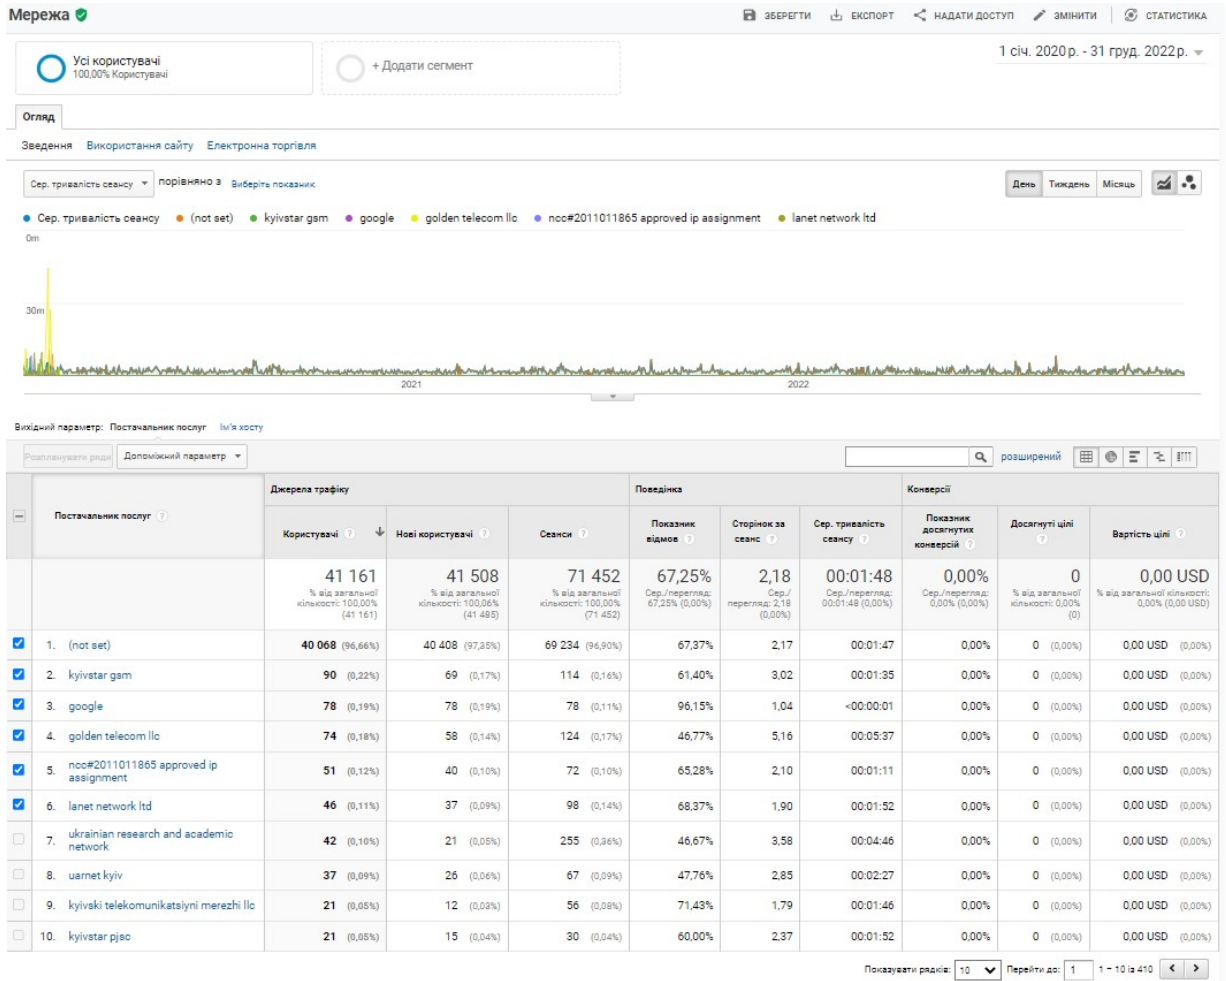 Мережа
ЗБЕРЕГТИ ЕКСПОРТ НАДАТИ ДОСТУП ЗМІНИТИ СТАТИСТИКА
Усі користувачі
100,00% Користувачі
+ Додати сегмент
1 січ. 2020 р. - 31 груд. 2022 р.
Огляд
Зведення Використання сайту Електронна торгівля
Сер. тривалість сеансу порівняно з Виберіть показник
День Тиждень Місяць
Сер. тривалість сеансу (not set) kyivstar gsm google golden telecom llc ncc#2011011865 approved ip assignment lanet network ltd
0m
30m
2021 2022
Вихідний параметр: Постачальник послуг Ім'я хосту
Розпланувати ряди Допоміжний параметр
розширений
Постачальник послуг
Джерела трафіку Поведінка Конверсії
Користувачі Нові користувачі Сеанси Показник відмов Сторінок за сеанс Сер. тривалість сеансу Показник досягнутих конверсій Досягнуті цілі Вартість цілі
41 161 41 508 71 452 67,25% 2,18 00:01:48 0,00% 0 0,00 USD
% від загальної кількості: 100,00% (41 161) % від загальної кількості: 100,06% (41 485) % від загальної кількості: 100,00% (71 452) Сер./перегляд: 67,25% (0,00%) Сер./перегляд: 2,18 (0,00%) Сер./перегляд: 00:01:48 (0,00%) Сер./перегляд: 0,00% (0,00%) % від загальної кількості: 0,00% (0) % від загальної кількості: 0,00% (0,00 USD)
1. (not set) 40 068 (96,66%) 40 408 (97,35%) 69 234 (96,90%) 67,37% 2,17 00:01:47 0,00% 0 (0,00%) 0,00 USD (0,00%)
2. kyivstar gsm 90 (0,22%) 69 (0,17%) 114 (0,16%) 61,40% 3,02 00:01:35 0,00% 0 (0,00%) 0,00 USD (0,00%)
3. google 78 (0,19%) 78 (0,19%) 78 (0,11%) 96,15% 1,04 <00:00:01 0,00% 0 (0,00%) 0,00 USD (0,00%)
4. golden telecom llc 74 (0,18%) 58 (0,14%) 124 (0,17%) 46,77% 5,16 00:05:37 0,00% 0 (0,00%) 0,00 USD (0,00%)
5. ncc#2011011865 approved ip assignment 51 (0,12%) 40 (0,10%) 72 (0,10%) 65,28% 2,10 00:01:11 0,00% 0 (0,00%) 0,00 USD (0,00%)
6. lanet network ltd 46 (0,11%) 37 (0,09%) 98 (0,14%) 68,37% 1,90 00:01:52 0,00% 0 (0,00%) 0,00 USD (0,00%)
7. ukrainian research and academic network 42 (0,10%) 21 (0,05%) 255 (0,36%) 46,67% 3,58 00:04:46 0,00% 0 (0,00%) 0,00 USD (0,00%)
8. uarnet kyiv 37 (0,09%) 26 (0,06%) 67 (0,09%) 47,76% 2,85 00:02:27 0,00% 0 (0,00%) 0,00 USD (0,00%)
9. kyivski telekomunikatsiyni merezhi llc 21 (0,05%) 12 (0,03%) 56 (0,08%) 71,43% 1,79 00:01:46 0,00% 0 (0,00%) 0,00 USD (0,00%)
10. kyivstar pjsc 21 (0,05%) 15 (0,04%) 30 (0,04%) 60,00% 2,37 00:01:52 0,00% 0 (0,00%) 0,00 USD (0,00%)
Показувати рядків: 10 Перейти до: 1 1 – 10 із 410